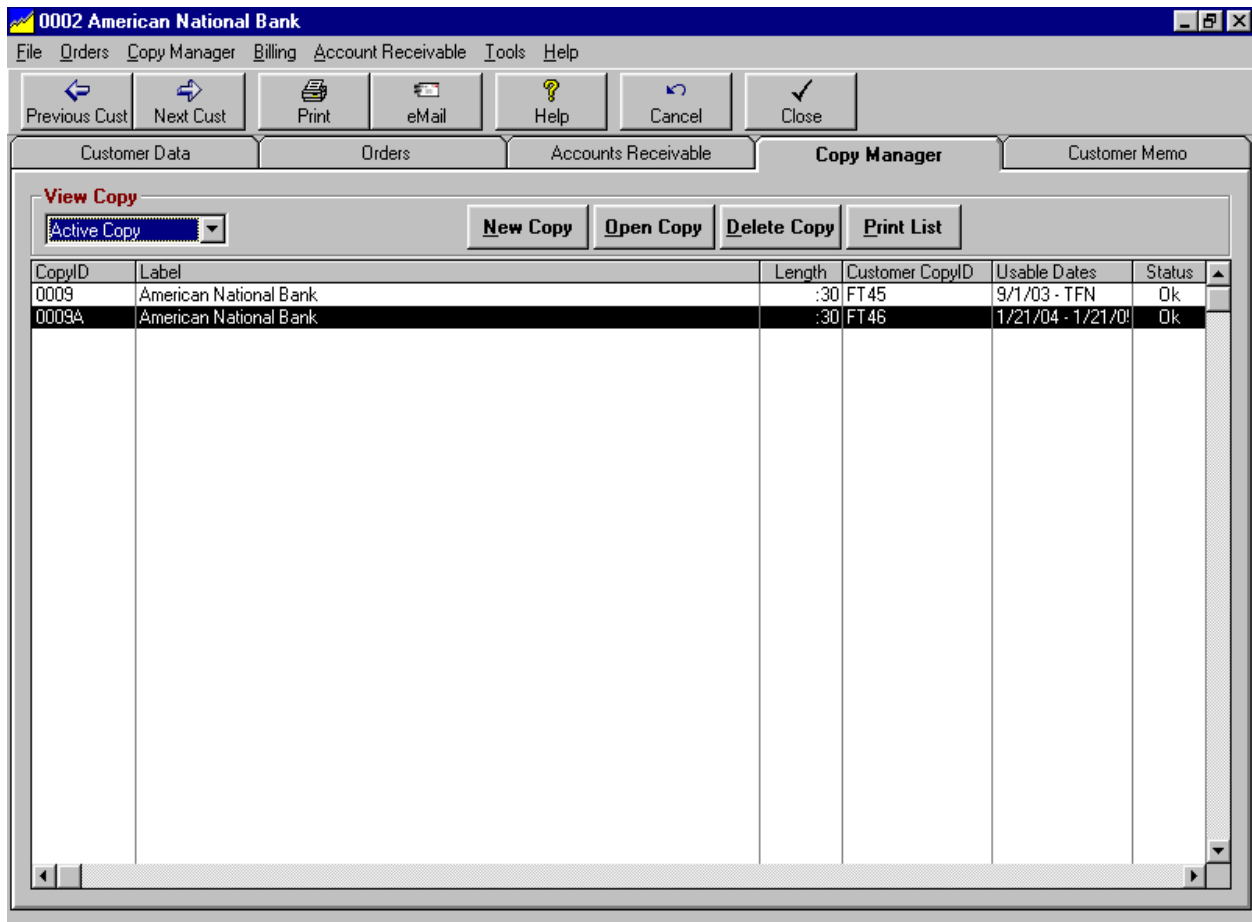 0002 American National Bank
File Orders Copy Manager Billing Account Receivable Tools Help
Previous Cust Next Cust Print eMail Help Cancel Close
Customer Data Orders Accounts Receivable Copy Manager Customer Memo
View Copy
Active Copy New Copy Open Copy Delete Copy Print List
CopyID Label Length Customer CopyID Usable Dates Status
0009 American National Bank :30 FT45 9/1/03 - TFN Ok
0009A American National Bank :30 FT46 1/21/04 - 1/21/0 Ok